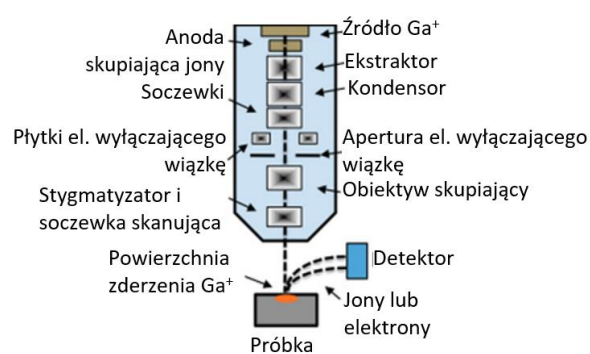 Źródło Ga⁺
Anoda
skupiająca jony
Ekstraktor
Soczewki
Kondensor
Płytki el. wyłączającego
wiązkę
Apertura el. wyłączającego
wiązkę
Obiektyw skupiający
Stygmatyzator i
soczewka skanująca
Powierzchnia
zderzenia Ga⁺
Detektor
Jony lub
elektrony
Próbka